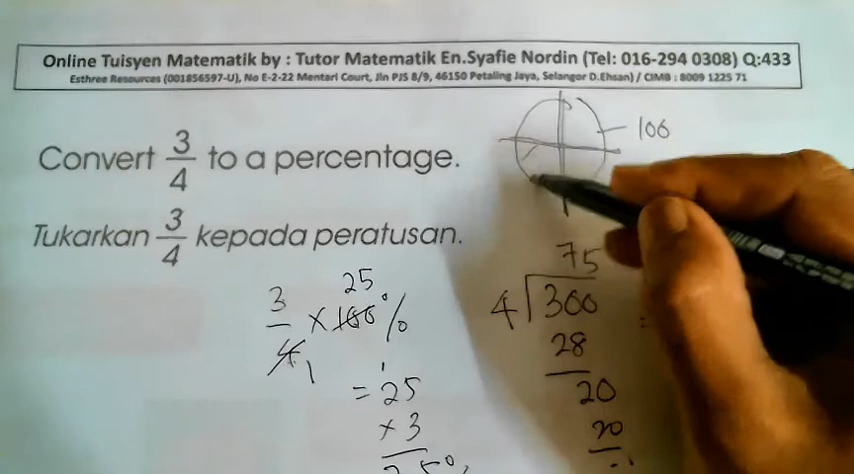 Online Tuisyen Matematik by : Tutor Matematik En.Syafie Nordin (Tel: 016-294 0308) Q:433
Esthree Resources (001856597-U), No E-2-22 Mentari Court, Jln PJS 8/9, 46150 Petaling Jaya, Selangor D.Ehsan) / CIMB : 8009 1225 71
100
Convert 3/4 to a percentage.
Tukarkan 3/4 kepada peratusan.
25
3/4 × 100%
1
1
= 25
× 3
75%
75
4 300
28
20
20